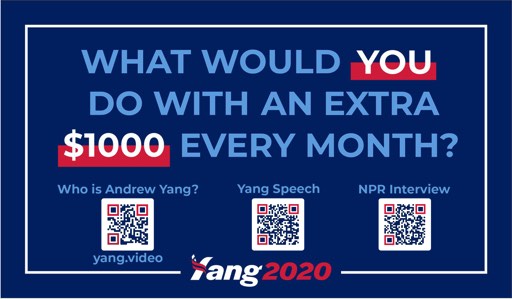 WHAT WOULD YOU
DO WITH AN EXTRA
$1000 EVERY MONTH?
Who is Andrew Yang? Yang Speech NPR Interview
yang.video
Yang2020